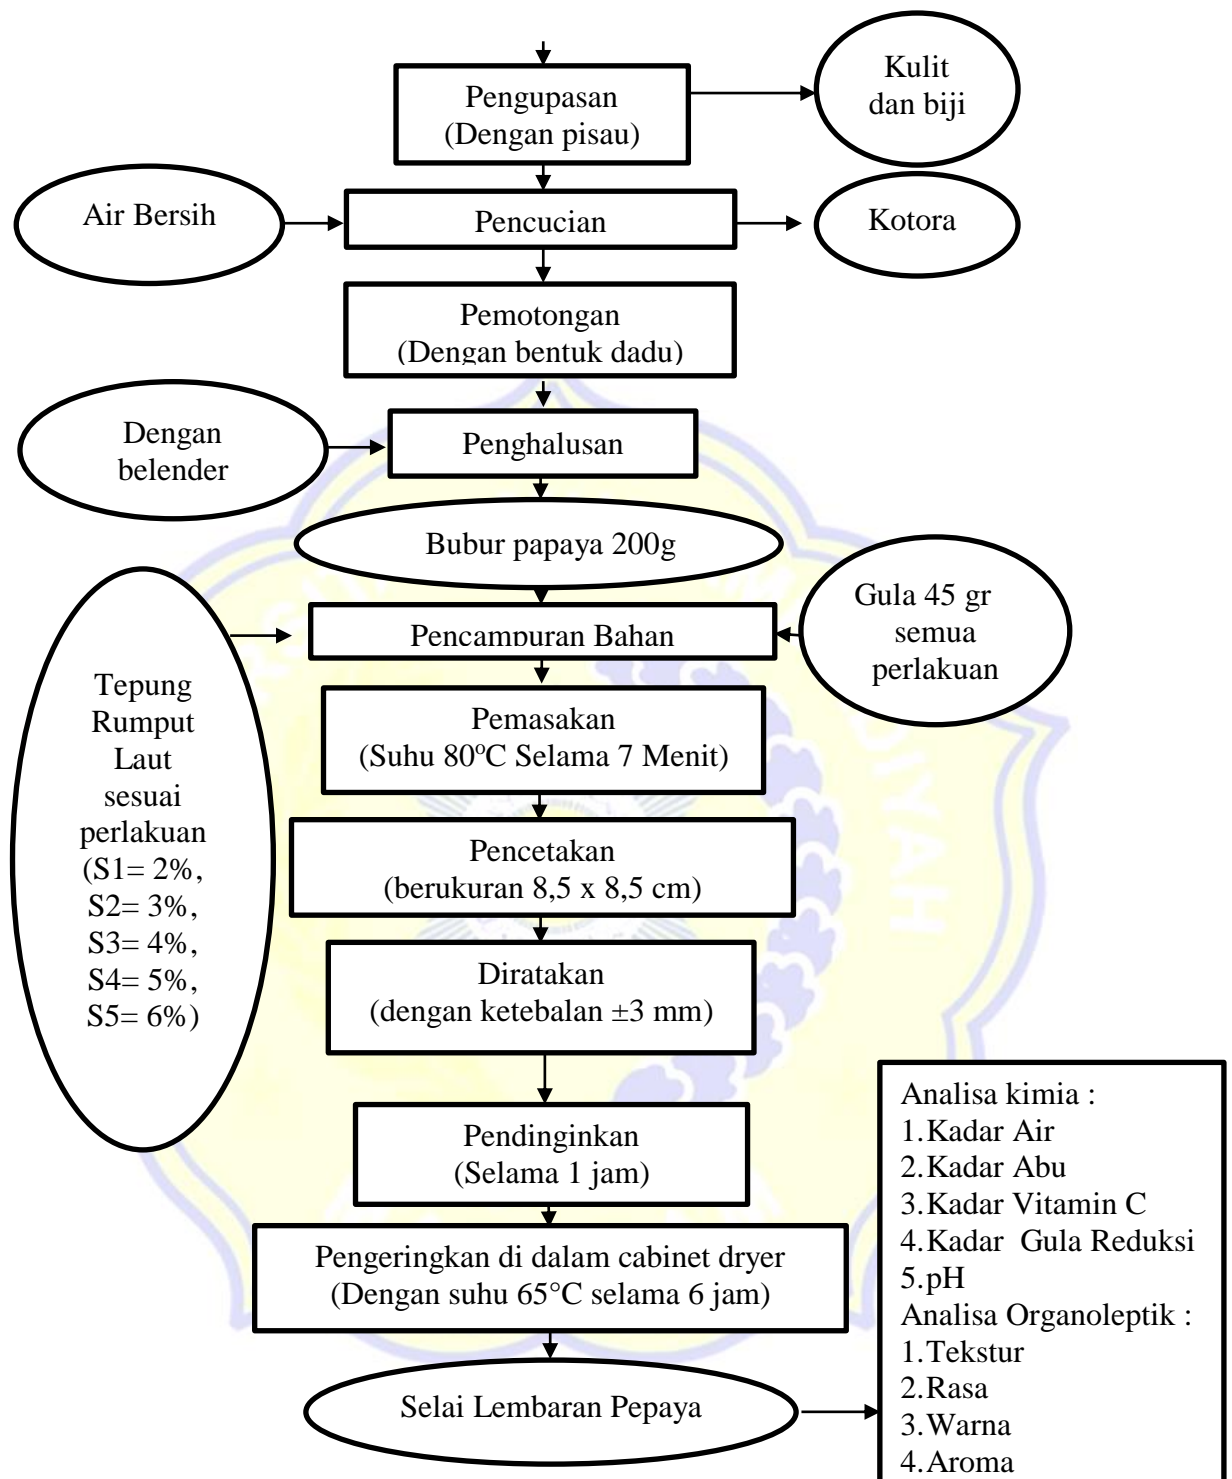 Kulit
dan biji
Pengupasan
(Dengan pisau)
Air Bersih
Pencucian
Kotora
Pemotongan
(Dengan bentuk dadu)
Dengan
belender
Penghalusan
Bubur papaya 200g
Gula 45 gr
semua
perlakuan
Pencampuran Bahan
Tepung
Rumput
Laut
sesuai
perlakuan
(S1= 2%,
S2= 3%,
S3= 4%,
S4= 5%,
S5= 6%)
Pemasakan
(Suhu 80°C Selama 7 Menit)
Pencetakan
(berukuran 8,5 x 8,5 cm)
Diratakan
(dengan ketebalan ±3 mm)
Pendinginkan
(Selama 1 jam)
Pengeringkan di dalam cabinet dryer
(Dengan suhu 65°C selama 6 jam)
Selai Lembaran Pepaya
Analisa kimia :
1.Kadar Air
2.Kadar Abu
3.Kadar Vitamin C
4.Kadar  Gula Reduksi
5.pH
Analisa Organoleptik :
1.Tekstur
2.Rasa
3.Warna
4.Aroma